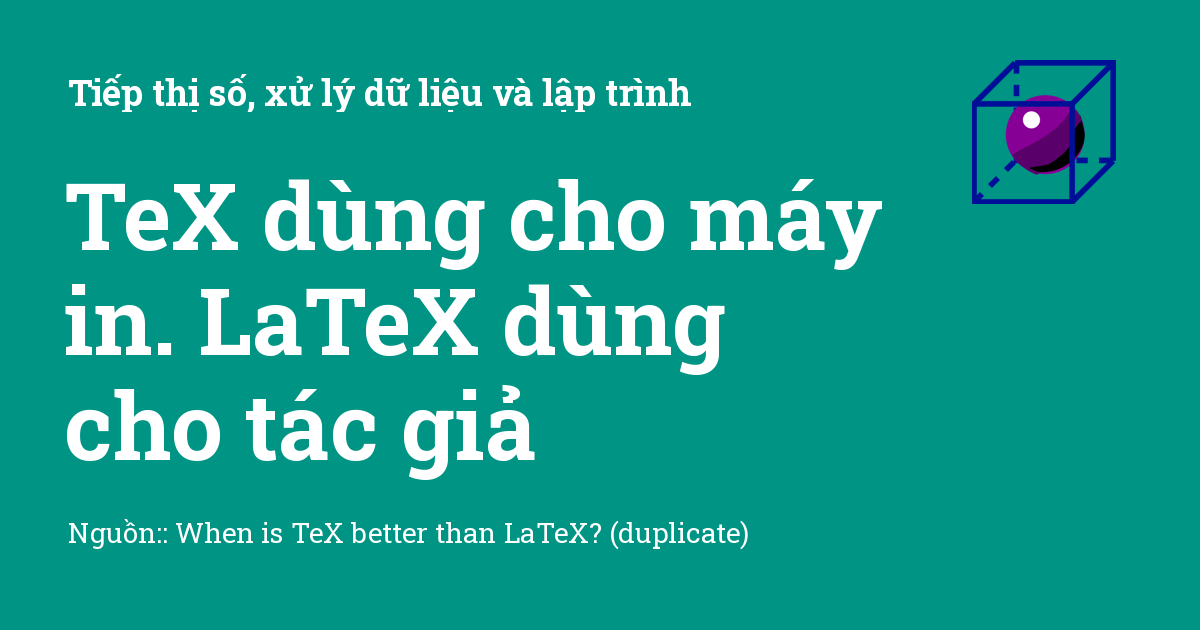 Tiếp thị số, xử lý dữ liệu và lập trình
TeX dùng cho máy
in. LaTeX dùng
cho tác giả
Nguồn:: When is TeX better than LaTeX? (duplicate)